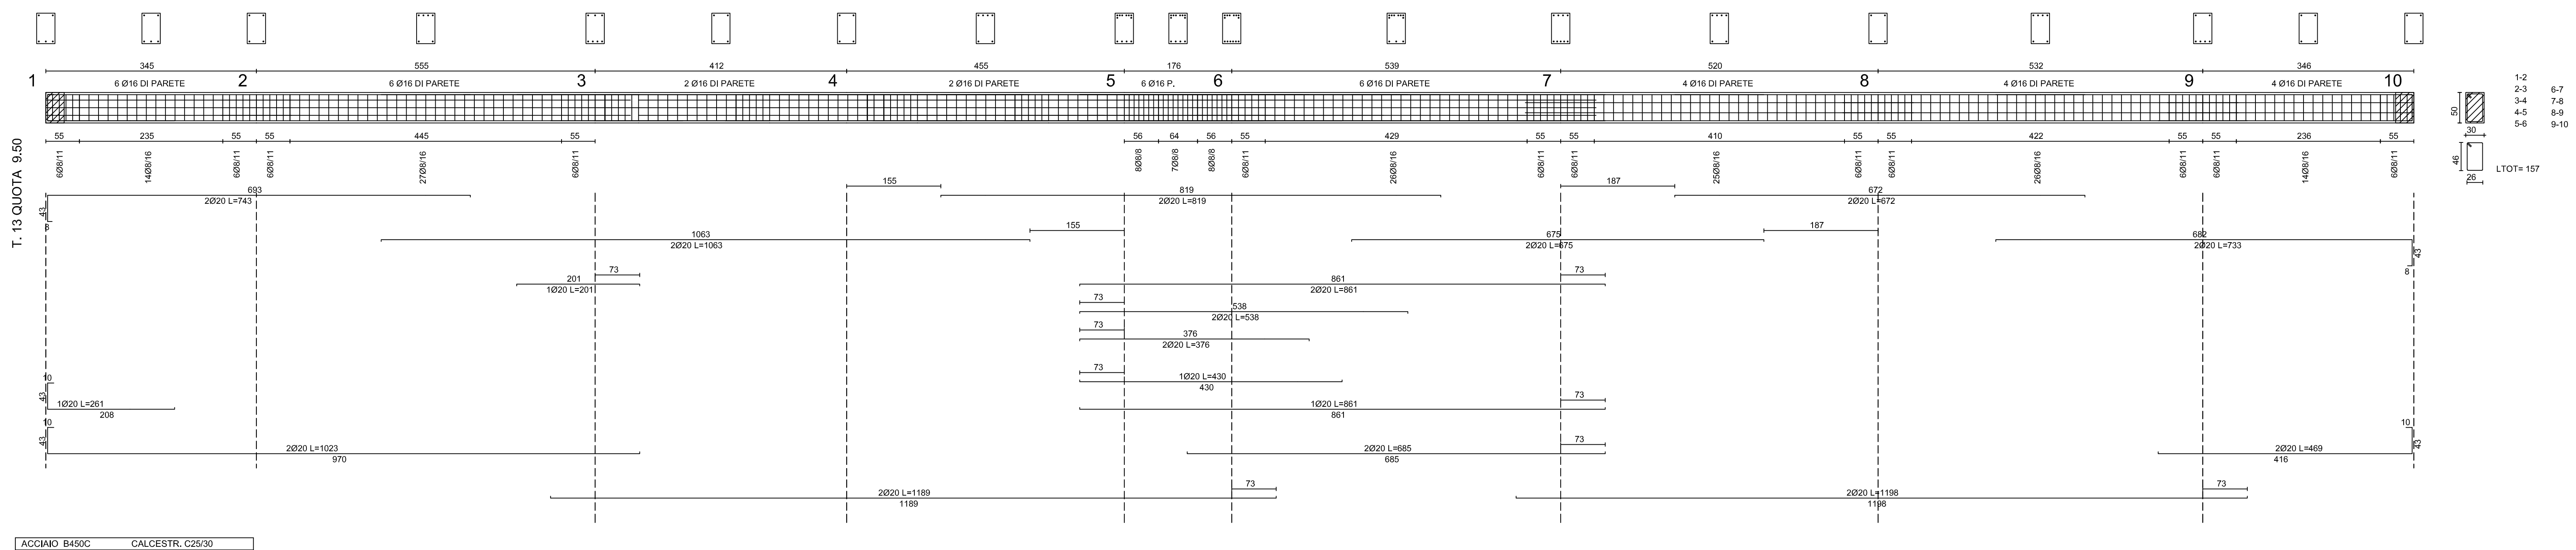 345 555 412 455 176 539 520 532 346
1 2 3 4 5 6 7 8 9 10
6 Ø16 DI PARETE 6 Ø16 DI PARETE 2 Ø16 DI PARETE 2 Ø16 DI PARETE 6 Ø16 P. 6 Ø16 DI PARETE 4 Ø16 DI PARETE 4 Ø16 DI PARETE 4 Ø16 DI PARETE
1-2
2-3 6-7
3-4 7-8
4-5 8-9
5-6 9-10
50
30
46
26
LTOT= 157
T. 13 QUOTA 9.50
55 235 55 55 445 55 56 64 56 55 429 55 55 410 55 55 422 55 55 236 55
6Ø8/11 14Ø8/16 6Ø8/11 6Ø8/11 27Ø8/16 6Ø8/11 8Ø8/8 7Ø8/8 8Ø8/8 6Ø8/11 26Ø8/16 6Ø8/11 6Ø8/11 25Ø8/16 6Ø8/11 6Ø8/11 26Ø8/16 6Ø8/11 6Ø8/11 14Ø8/16 6Ø8/11
155 187
693 819 672
2Ø20 L=743 2Ø20 L=819 2Ø20 L=672
43
8
155 187
1063 675 682
2Ø20 L=1063 2Ø20 L=675 2Ø20 L=733
43
8
73 73
201 861
1Ø20 L=201 2Ø20 L=861
73
538
2Ø20 L=538
73
376
2Ø20 L=376
73
1Ø20 L=430
430
10
43
73
1Ø20 L=261 1Ø20 L=861
208 861
10 10
43 43
73
2Ø20 L=1023 2Ø20 L=685 2Ø20 L=469
970 685 416
73 73
2Ø20 L=1189 2Ø20 L=1198
1189 1198
ACCIAIO B450C CALCESTR. C25/30